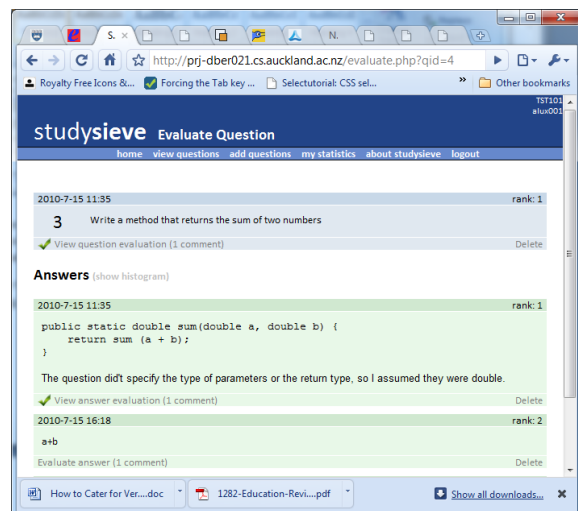 S.
N.
http://prj-dber021.cs.auckland.ac.nz/evaluate.php?qid=4
Royalty Free Icons &... Forcing the Tab key ... Selectutorial: CSS sel... » Other bookmarks
TST101
alux001
studysieve Evaluate Question
home view questions add questions my statistics about studysieve logout
2010-7-15 11:35 rank: 1
3 Write a method that returns the sum of two numbers
View question evaluation (1 comment) Delete
Answers (show histogram)
2010-7-15 11:35 rank: 1
public static double sum(double a, double b) {
return sum (a + b);
}
The question did't specify the type of parameters or the return type, so I assumed they were double.
View answer evaluation (1 comment) Delete
2010-7-15 16:18 rank: 2
a+b
Evaluate answer (1 comment) Delete
How to Cater for Ver....doc 1282-Education-Revi....pdf Show all downloads...